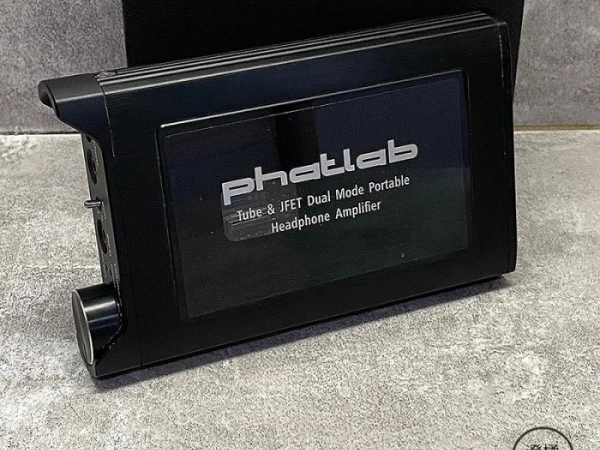 phatlab
Tube & JFET Dual Mode Portable
Headphone Amplifier